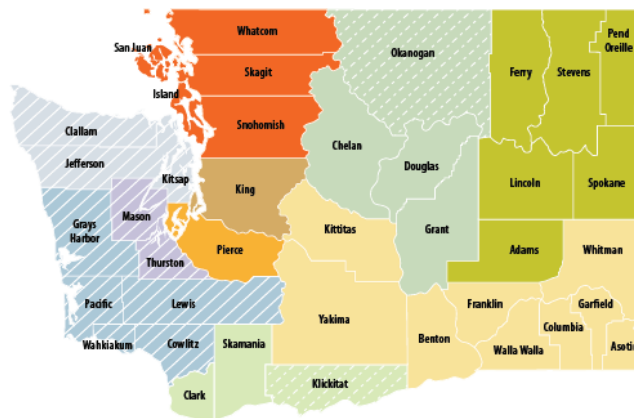 Whatcom
San Juan
Skagit
Island
Snohomish
Okanogan
Ferry
Stevens
Pend
Oreille
Clallam
Jefferson
Kitsap
Chelan
Douglas
King
Mason
Grays
Harbor
Thurston
Pierce
Kittitas
Grant
Lincoln
Spokane
Adams
Whitman
Pacific
Lewis
Wahkiakum
Cowlitz
Skamania
Clark
Yakima
Klickitat
Benton
Franklin
Walla Walla
Columbia
Garfield
Asotin